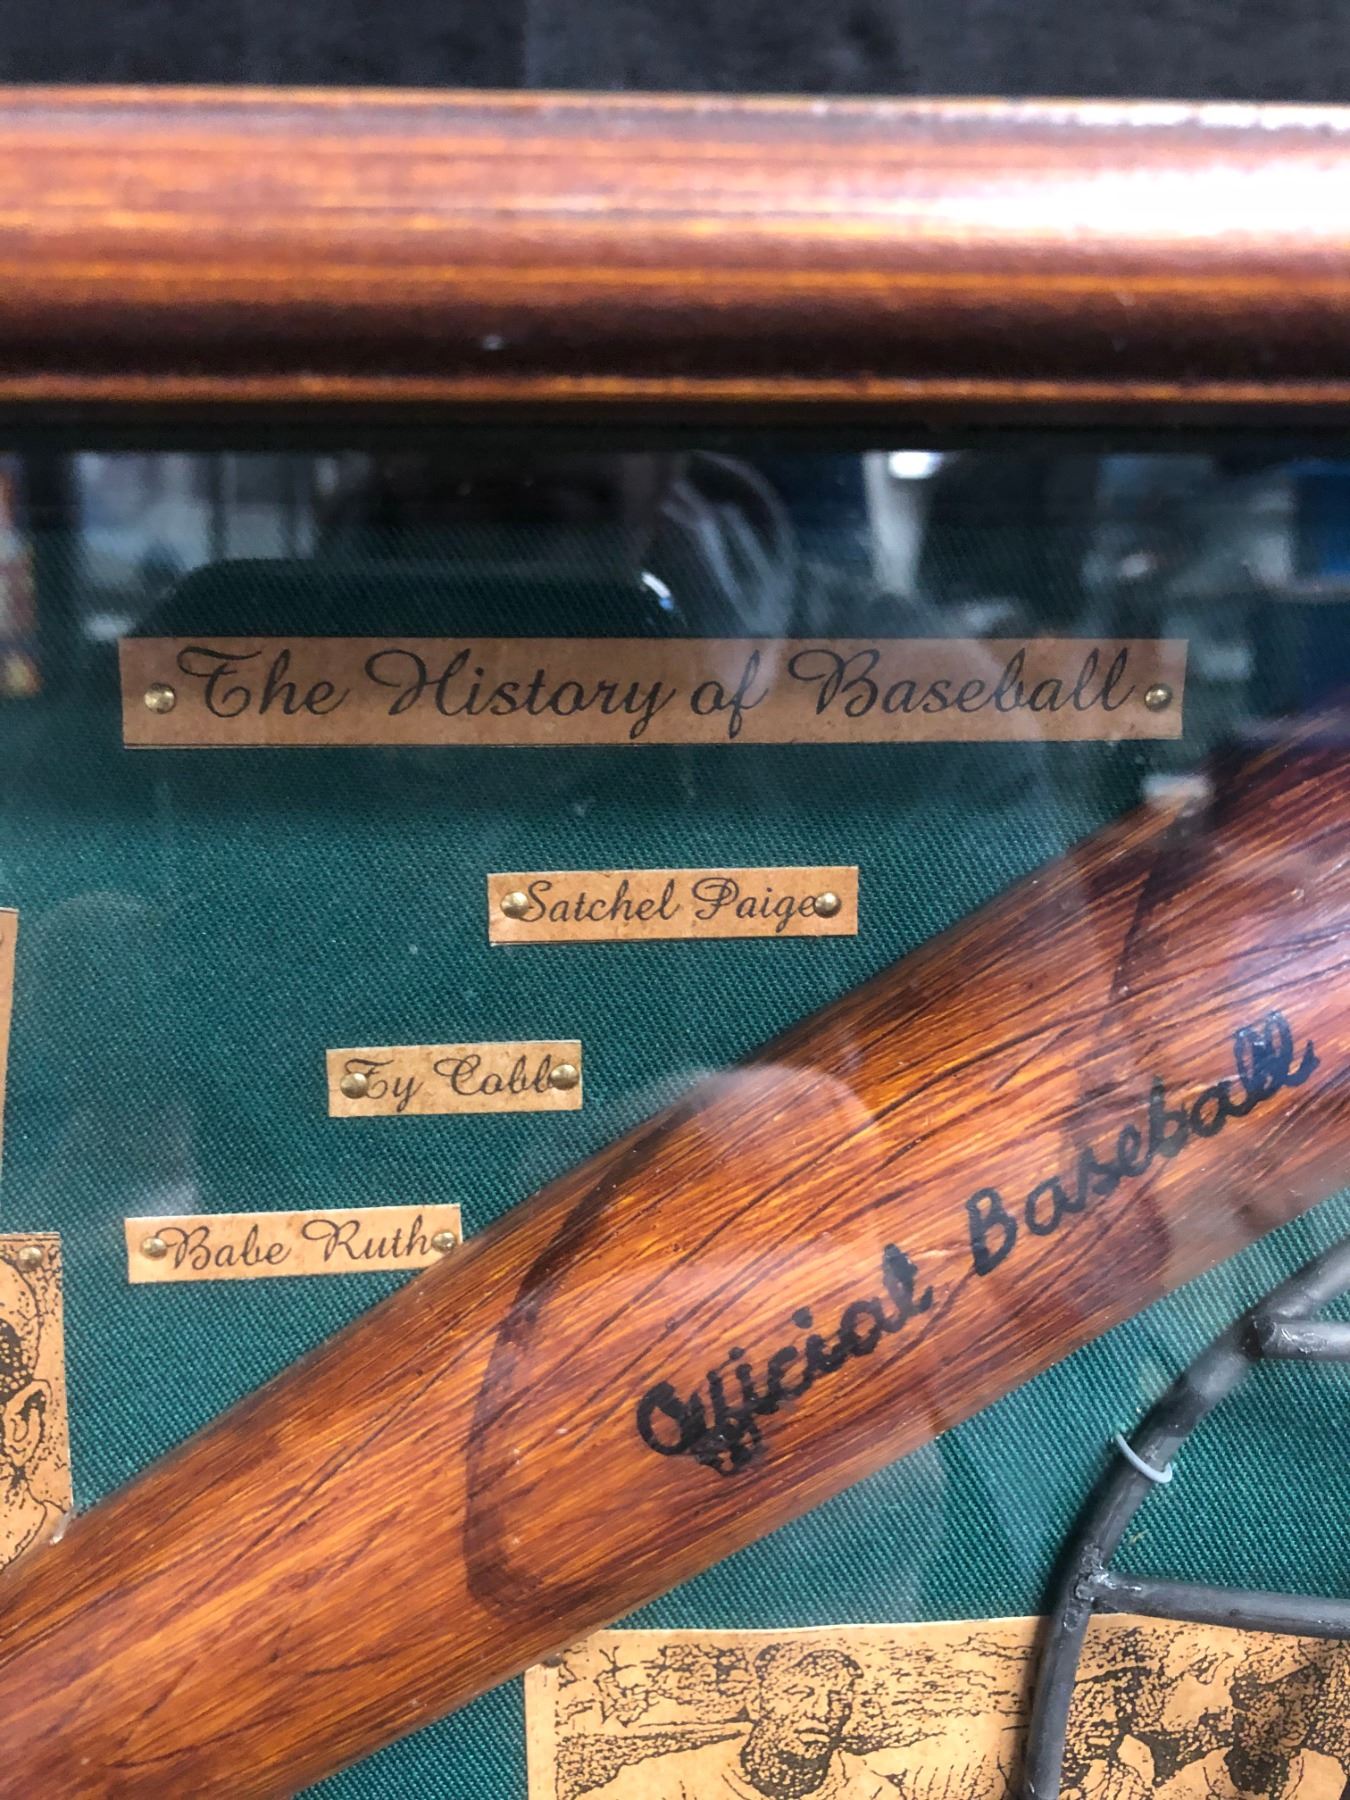 The History of Baseball
Satchel Paige
Ty Cobb
Babe Ruth
Official Baseball